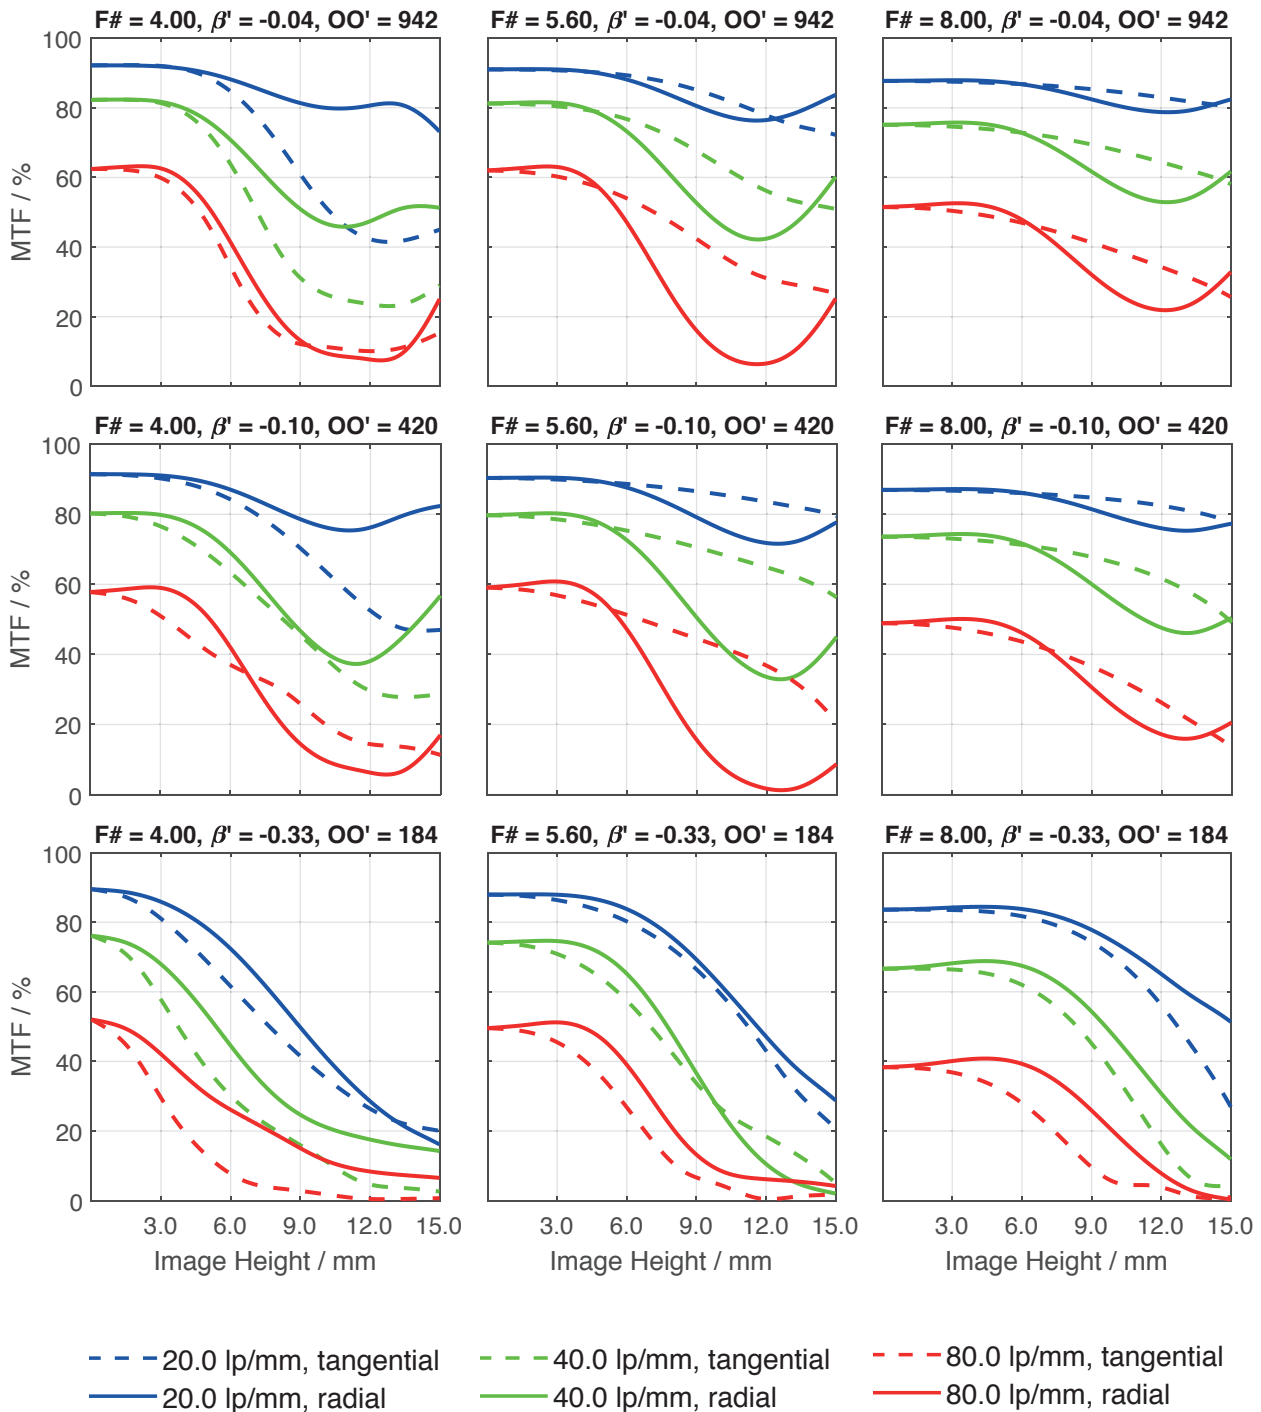 F# = 4.00, β' = -0.04, OO' = 942
F# = 5.60, β' = -0.04, OO' = 942
F# = 8.00, β' = -0.04, OO' = 942
100
80
60
40
20
0
MTF / %
F# = 4.00, β' = -0.10, OO' = 420
F# = 5.60, β' = -0.10, OO' = 420
F# = 8.00, β' = -0.10, OO' = 420
100
80
60
40
20
0
MTF / %
F# = 4.00, β' = -0.33, OO' = 184
F# = 5.60, β' = -0.33, OO' = 184
F# = 8.00, β' = -0.33, OO' = 184
100
80
60
40
20
0
MTF / %
3.0 6.0 9.0 12.0 15.0
3.0 6.0 9.0 12.0 15.0
3.0 6.0 9.0 12.0 15.0
Image Height / mm
Image Height / mm
Image Height / mm
20.0 lp/mm, tangential
40.0 lp/mm, tangential
80.0 lp/mm, tangential
20.0 lp/mm, radial
40.0 lp/mm, radial
80.0 lp/mm, radial